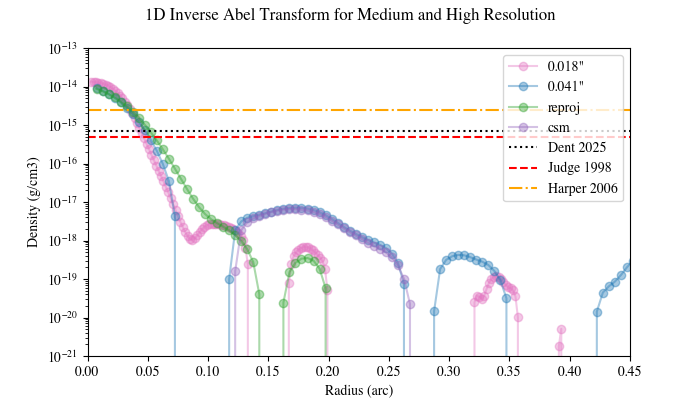 1D Inverse Abel Transform for Medium and High Resolution
Density (g/cm3)
10⁻¹³
10⁻¹⁴
10⁻¹⁵
10⁻¹⁶
10⁻¹⁷
10⁻¹⁸
10⁻¹⁹
10⁻²⁰
10⁻²¹
0.018"
0.041"
reproj
csm
Dent 2025
Judge 1998
Harper 2006
0.00 0.05 0.10 0.15 0.20 0.25 0.30 0.35 0.40 0.45
Radius (arc)